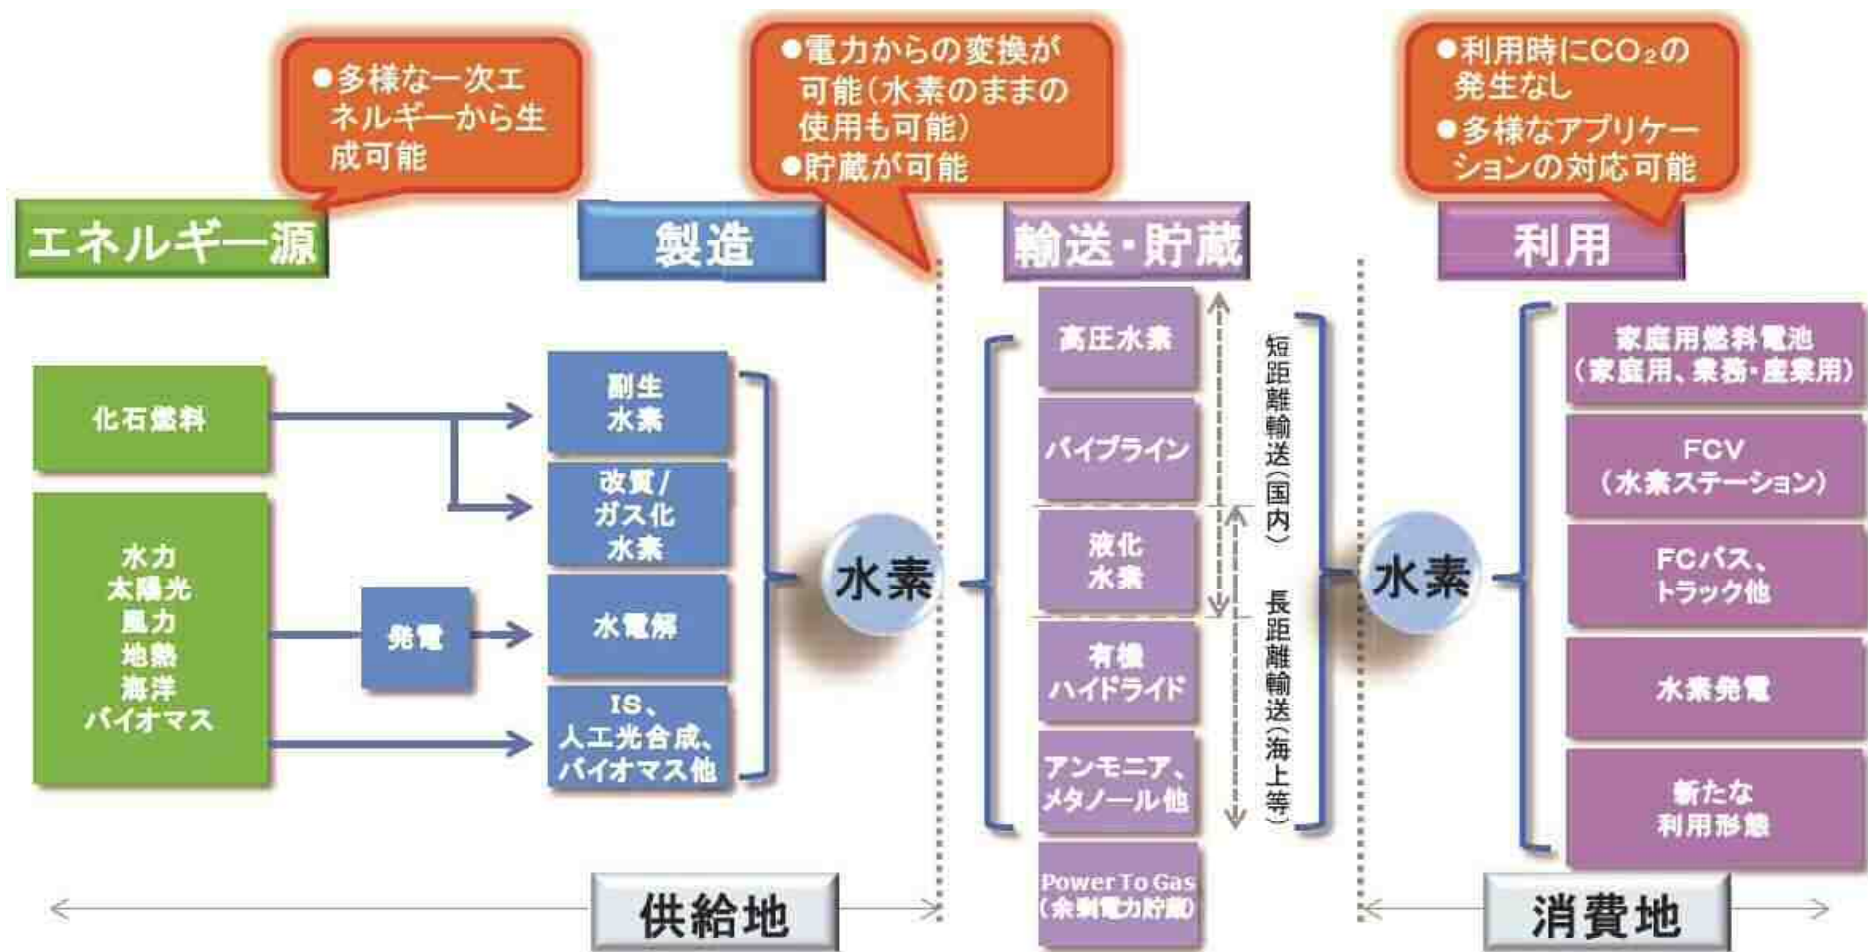 ●多様な一次エ
ネルギーから生
成可能
●電力からの変換が
可能(水素のままの
使用も可能)
●貯蔵が可能
●利用時にCO₂の
発生なし
●多様なアプリケー
ションの対応可能
エネルギー源
製造
輸送・貯蔵
利用
化石燃料
水力
太陽光
風力
地熱
海洋
バイオマス
発電
副生
水素
改質/
ガス化
水素
水電解
IS、
人工光合成、
バイオマス他
水素
高圧水素
パイプライン
液化
水素
有機
ハイドライド
アンモニア、
メタノール他
Power To Gas
(余剰電力貯蔵)
短距離輸送(国内)
長距離輸送(海上等)
水素
家庭用燃料電池
(家庭用、業務・産業用)
FCV
(水素ステーション)
FCバス、
トラック他
水素発電
新たな
利用形態
供給地
消費地